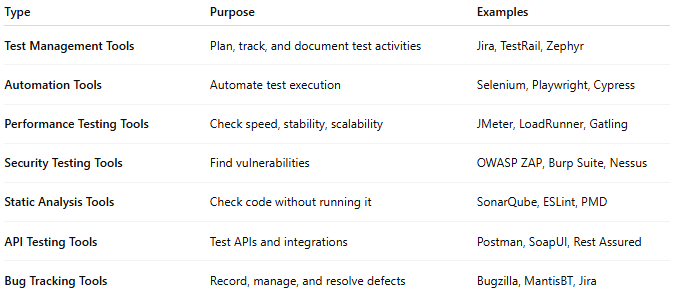 Type Purpose Examples
Test Management Tools Plan, track, and document test activities Jira, TestRail, Zephyr
Automation Tools Automate test execution Selenium, Playwright, Cypress
Performance Testing Tools Check speed, stability, scalability JMeter, LoadRunner, Gatling
Security Testing Tools Find vulnerabilities OWASP ZAP, Burp Suite, Nessus
Static Analysis Tools Check code without running it SonarQube, ESLint, PMD
API Testing Tools Test APIs and integrations Postman, SoapUI, Rest Assured
Bug Tracking Tools Record, manage, and resolve defects Bugzilla, MantisBT, Jira